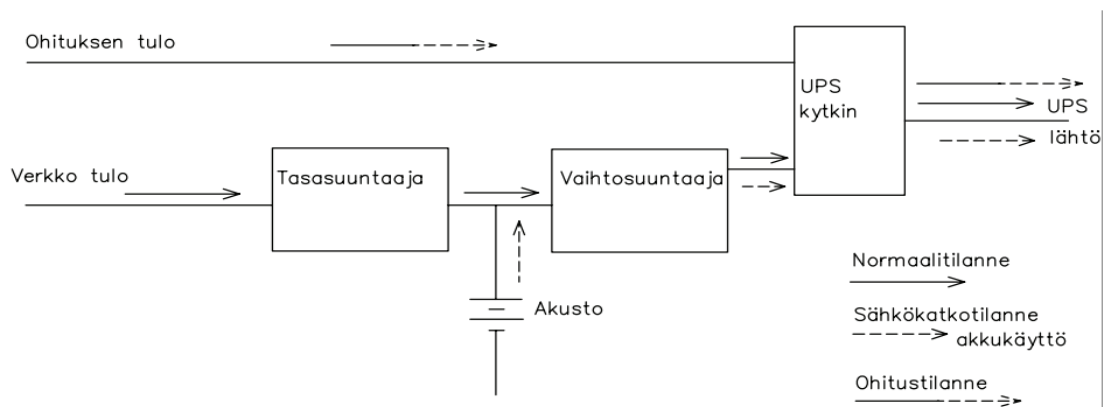 Ohituksen tulo
UPS
kytkin
UPS
lähtö
Verkko tulo
Tasasuuntaaja
Vaihtosuuntaaja
Akusto
Normaalitilanne
Sähkökatkotilanne
akkukäyttö
Ohitustilanne